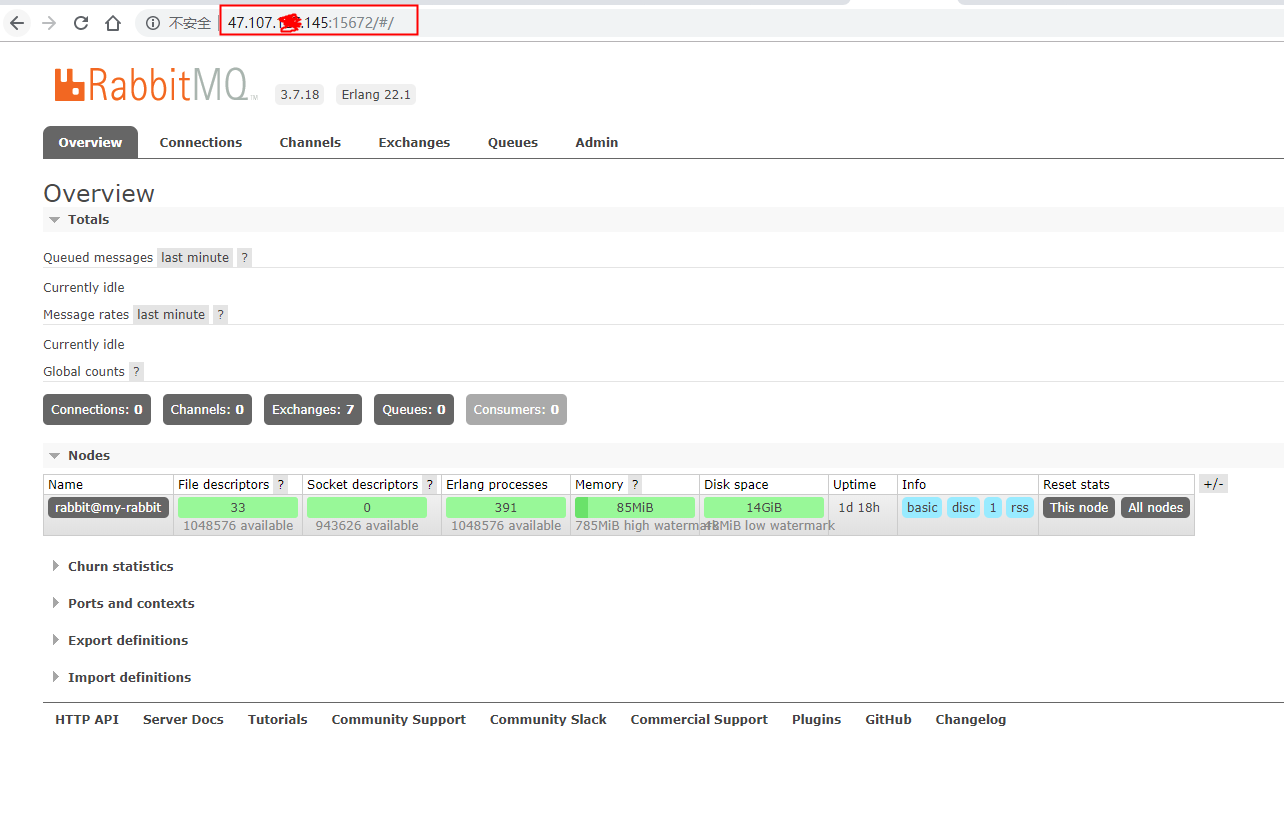 不安全 47.107. .145:15672/#/
RabbitMQ TM 3.7.18 Erlang 22.1
Overview Connections Channels Exchanges Queues Admin
Overview
Totals
Queued messages last minute ?
Currently idle
Message rates last minute ?
Currently idle
Global counts ?
Connections: 0 Channels: 0 Exchanges: 7 Queues: 0 Consumers: 0
Nodes
Name File descriptors ? Socket descriptors ? Erlang processes Memory ? Disk space Uptime Info Reset stats +/-
rabbit@my-rabbit 33 0 391 85MiB 14GiB 1d 18h basic disc 1 rss This node All nodes
1048576 available 943626 available 1048576 available 785MiB high watermark 48MiB low watermark
Churn statistics
Ports and contexts
Export definitions
Import definitions
HTTP API Server Docs Tutorials Community Support Community Slack Commercial Support Plugins GitHub Changelog